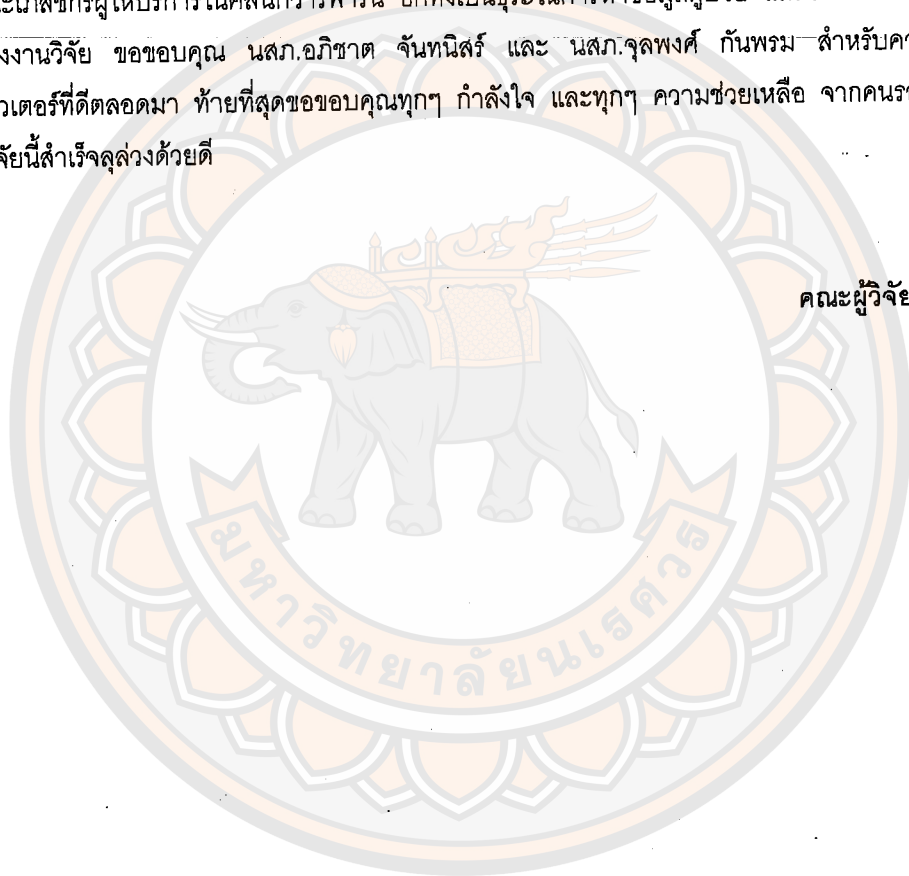 งงานวิจัย ขอขอบคุณ นสภ.อภิชาต จันทนิสร์ และ นสภ.จุลพงศ์ กันพรม สำหรับคว
วเตอร์ที่ดีตลอดมา ท้ายที่สุดขอขอบคุณทุกๆ กำลังใจ และทุกๆ ความช่วยเหลือ จากคนรอ
จัยนี้สำเร็จลุล่วงด้วยดี
คณะผู้วิจัย
มหาวิทยาลัยนเรศวร